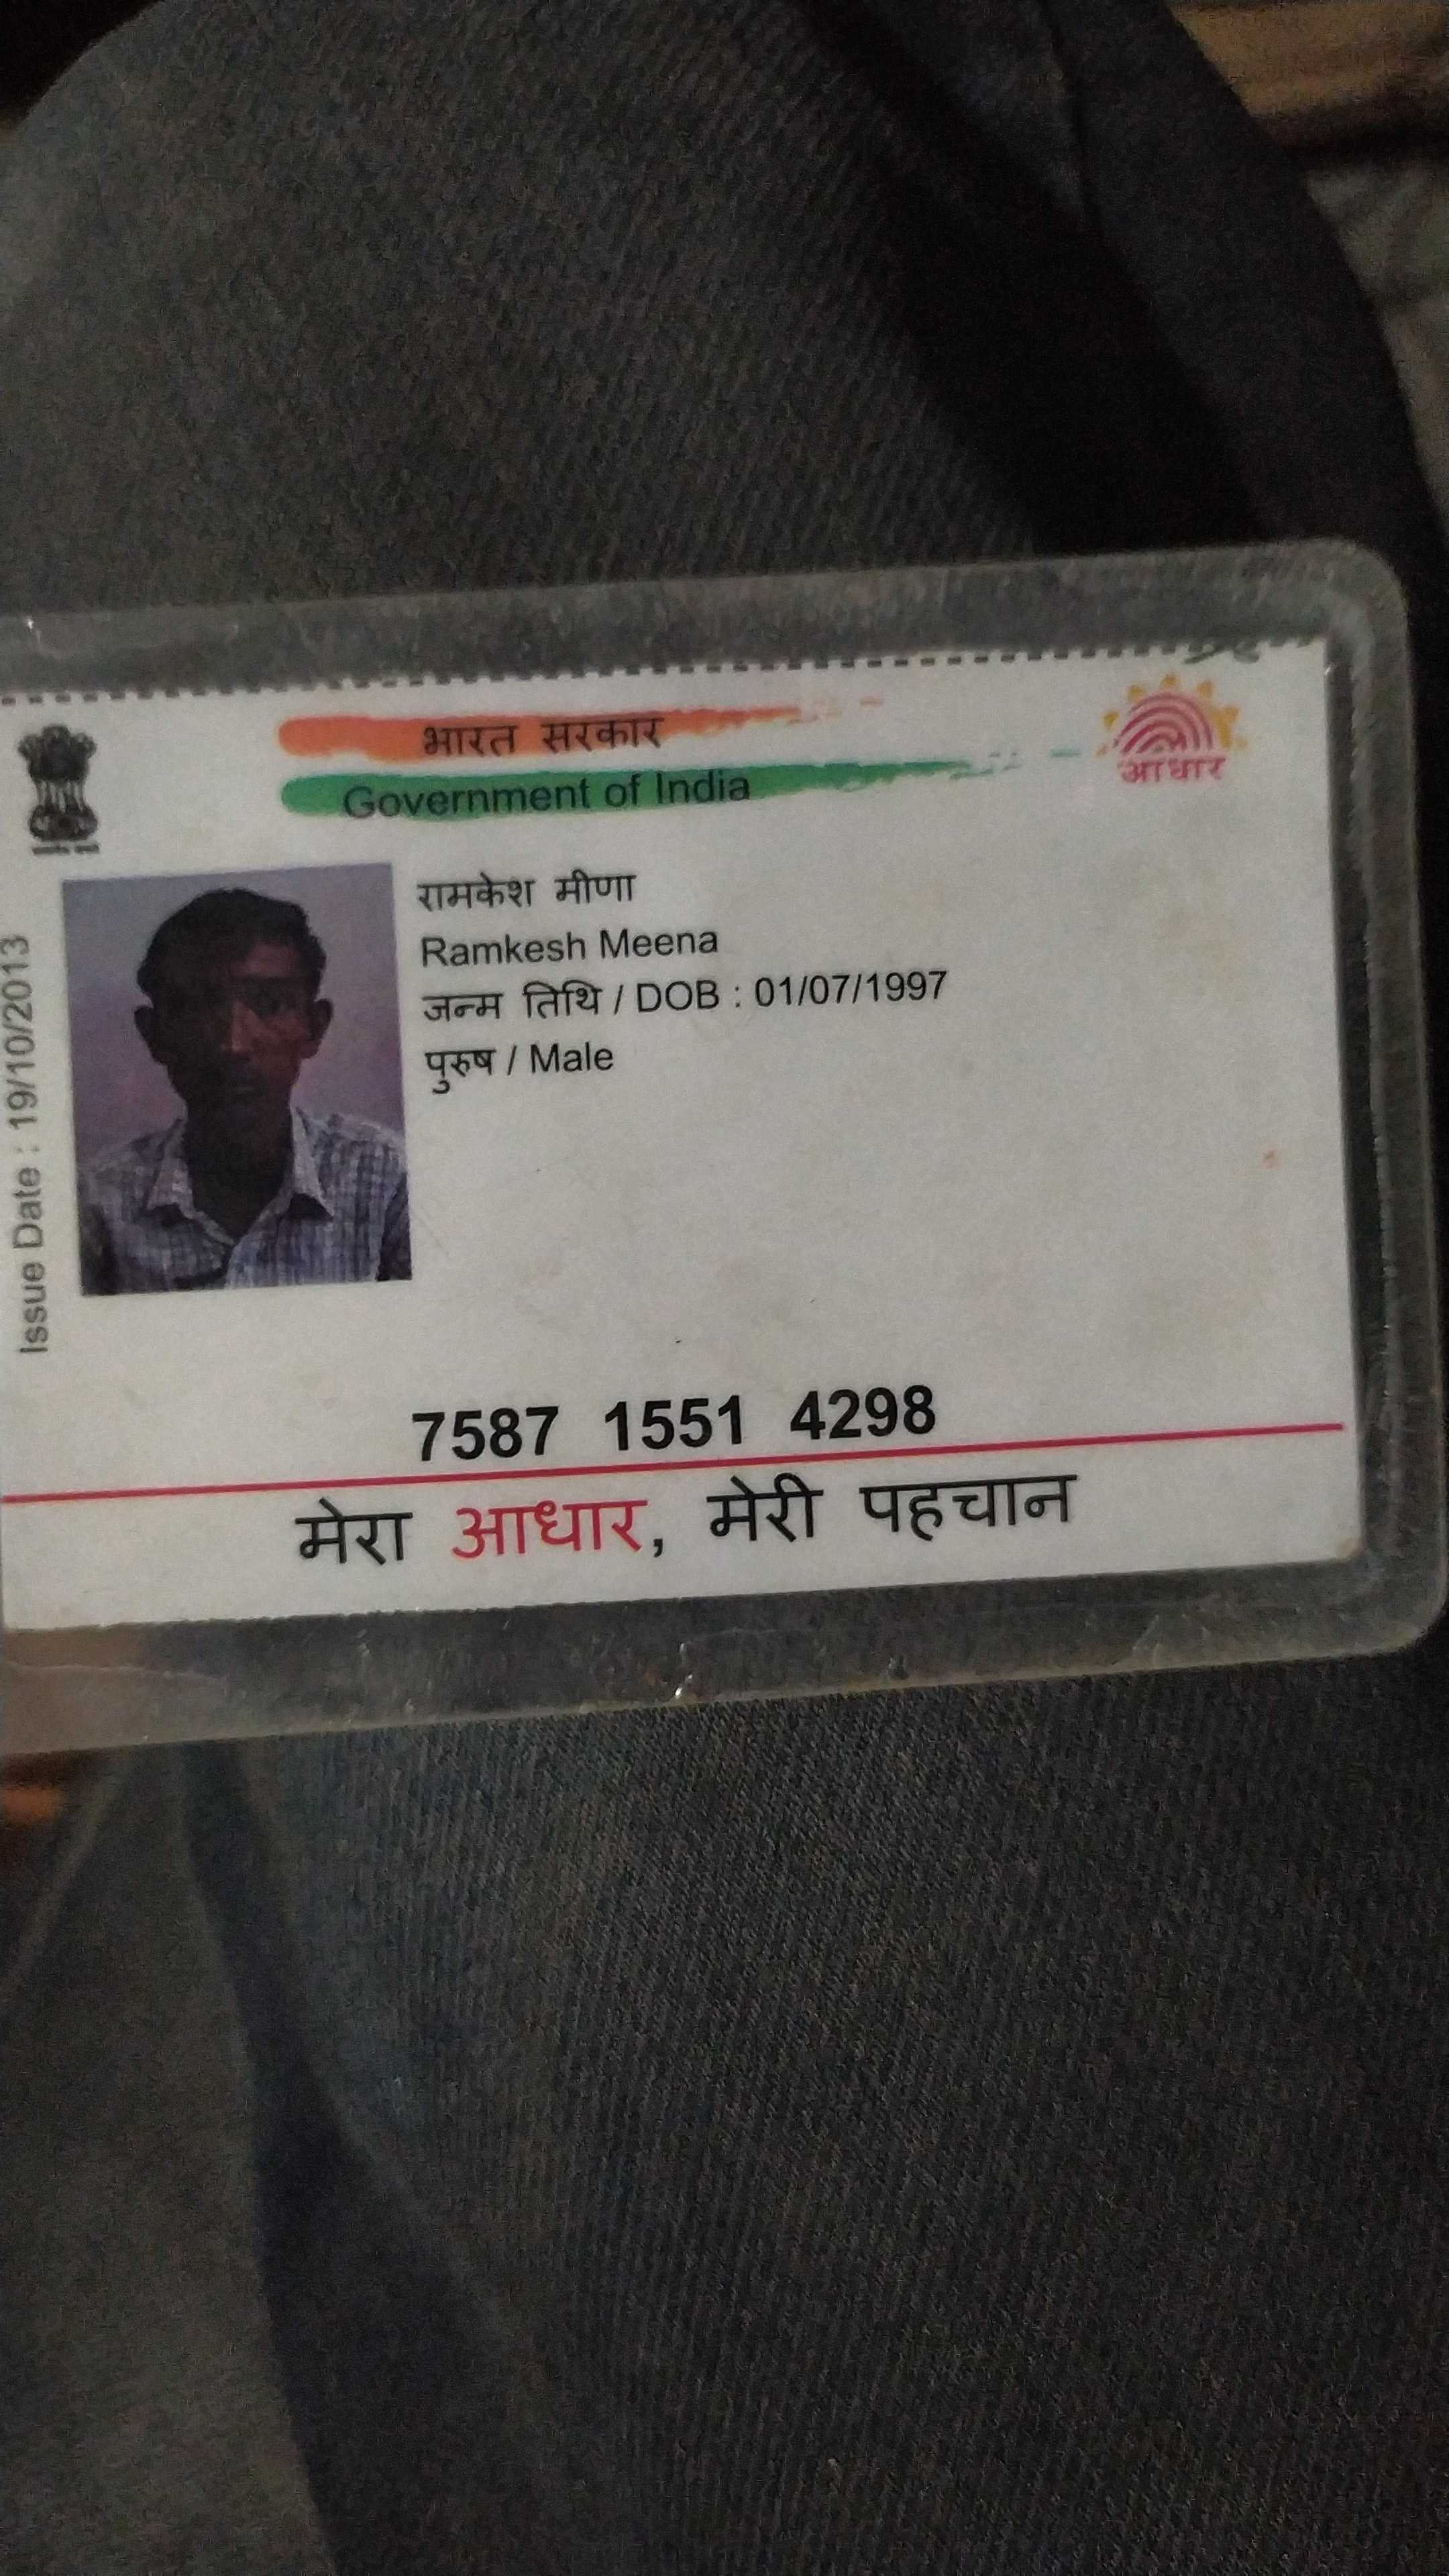 भारत सरकार
Government of India
आधार
रामकेश मीणा
Ramkesh Meena
जन्म तिथि / DOB : 01/07/1997
पुरुष / Male
Issue Date : 19/10/2013
7587 1551 4298
मेरा आधार, मेरी पहचान